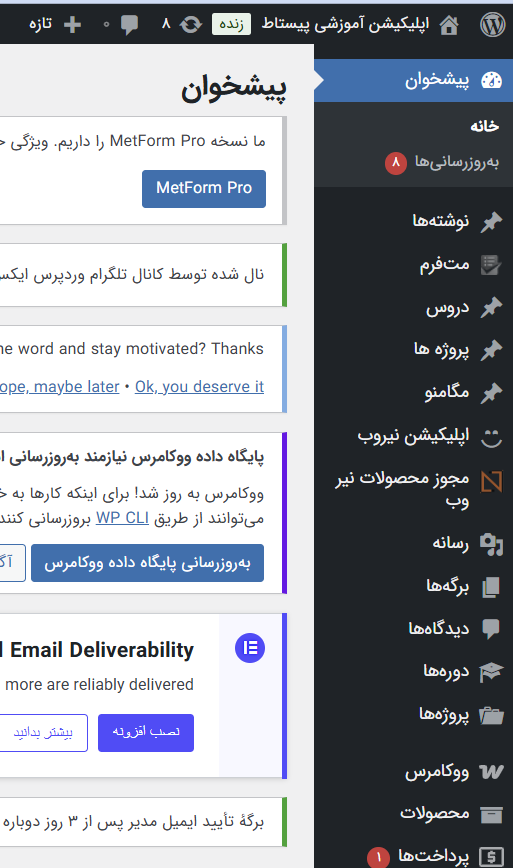 اپلیکیشن آموزشی پیستاط زنده ۸ ۰ تازه
پیشخوان
خانه
به‌روزرسانی‌ها ۸
نوشته‌ها
مت‌فرم
دروس
پروژه ها
مگامنو
اپلیکیشن نیروب
مجوز محصولات نیر
وب
رسانه
برگه‌ها
دیدگاه‌ها
دوره‌ها
پروژه‌ها
ووکامرس
محصولات
پرداخت‌ها ۱
پیشخوان
ما نسخه MetForm Pro را داریم. ویژگی
MetForm Pro
نال شده توسط کانال تلگرام وردپرس ایکس
he word and stay motivated? Thanks
ope, maybe later • Ok, you deserve it
پایگاه داده ووکامرس نیازمند به‌روزرسانی
ووکامرس به روز شد! برای اینکه کارها به
می‌توانند از طریق WP CLI بروزرسانی کنند
به‌روزرسانی پایگاه داده ووکامرس
Email Deliverability
more are reliably delivered
نصب افزونه بیشتر بدانید
برگهٔ تأیید ایمیل مدیر پس از ۳ روز دوباره